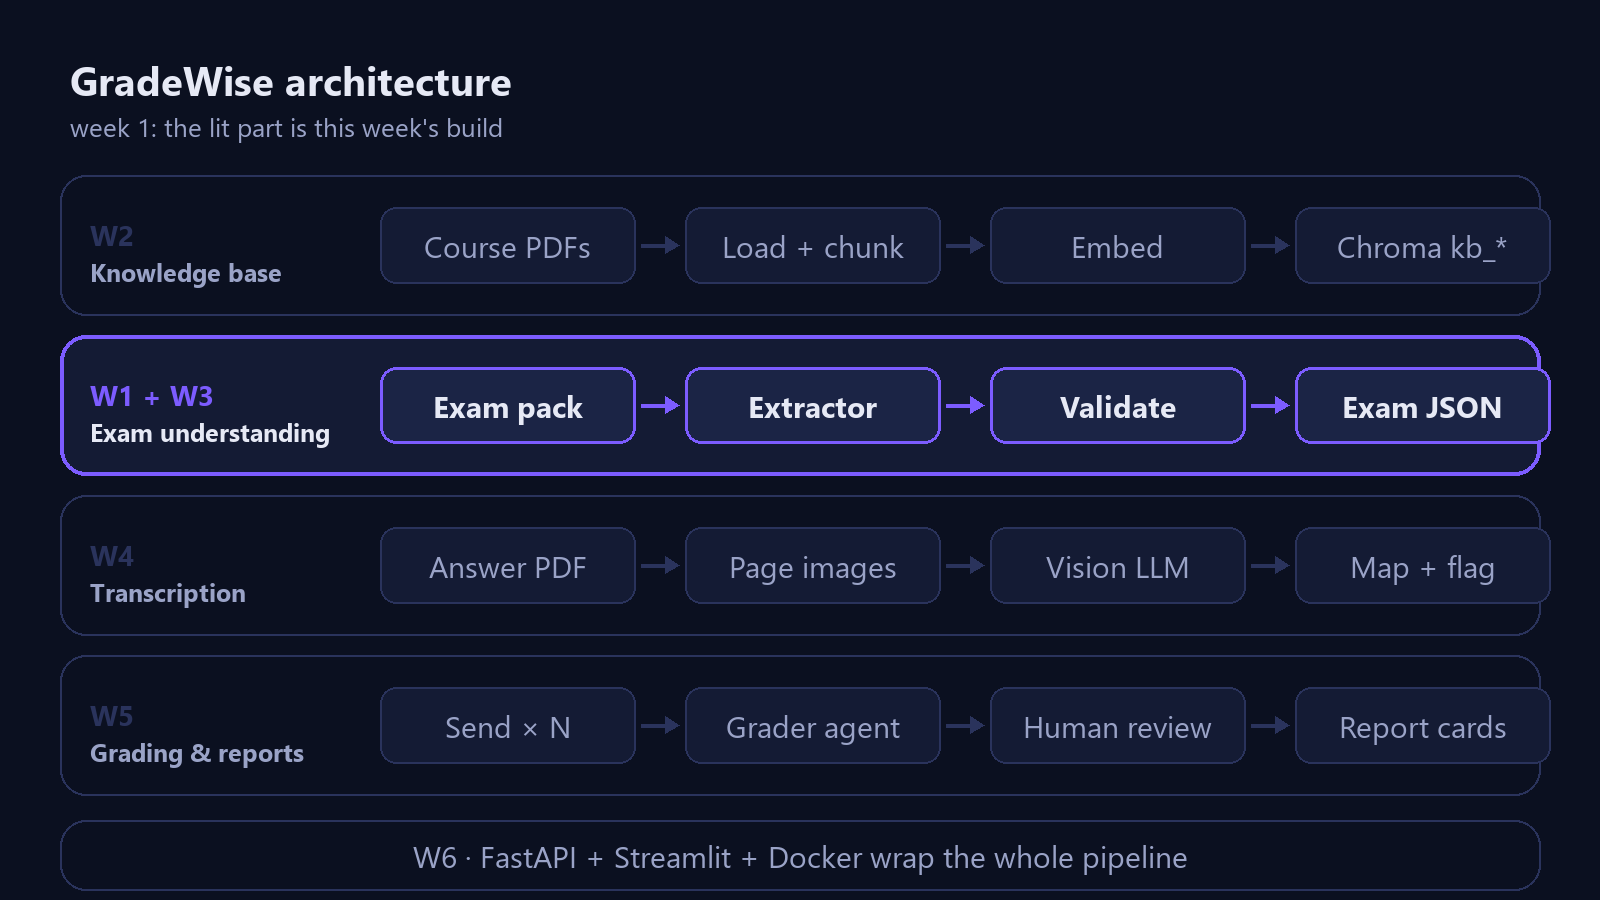 GradeWise architecture
week 1: the lit part is this week's build
W2
Knowledge base
Course PDFs
Load + chunk
Embed
Chroma kb_*
W1 + W3
Exam understanding
Exam pack
Extractor
Validate
Exam JSON
W4
Transcription
Answer PDF
Page images
Vision LLM
Map + flag
W5
Grading & reports
Send × N
Grader agent
Human review
Report cards
W6 · FastAPI + Streamlit + Docker wrap the whole pipeline